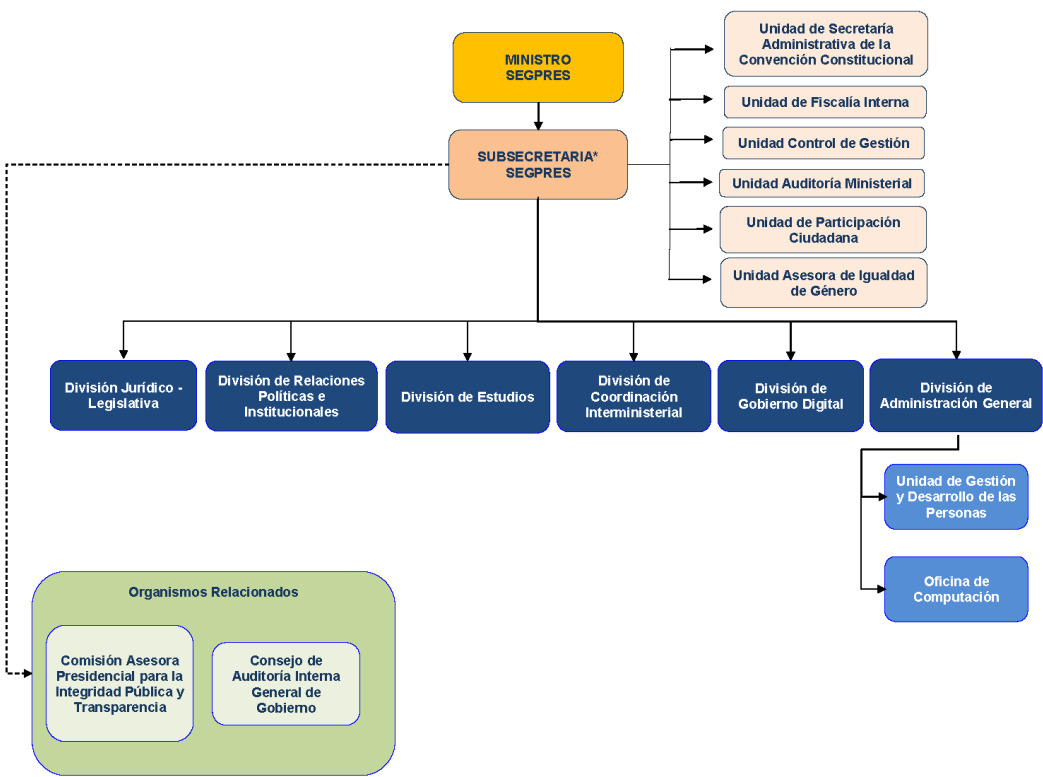 MINISTRO
SEGPRES
SUBSECRETARIA*
SEGPRES
Unidad de Secretaría
Administrativa de la
Convención Constitucional
Unidad de Fiscalía Interna
Unidad Control de Gestión
Unidad Auditoría Ministerial
Unidad de Participación
Ciudadana
Unidad Asesora de Igualdad
de Género
División Jurídico -
Legislativa
División de Relaciones
Políticas e
Institucionales
División de Estudios
División de
Coordinación
Interministerial
División de
Gobierno Digital
División de
Administración General
Unidad de Gestión
y Desarrollo de las
Personas
Oficina de
Computación
Organismos Relacionados
Comisión Asesora
Presidencial para la
Integridad Pública y
Transparencia
Consejo de
Auditoría Interna
General de
Gobierno